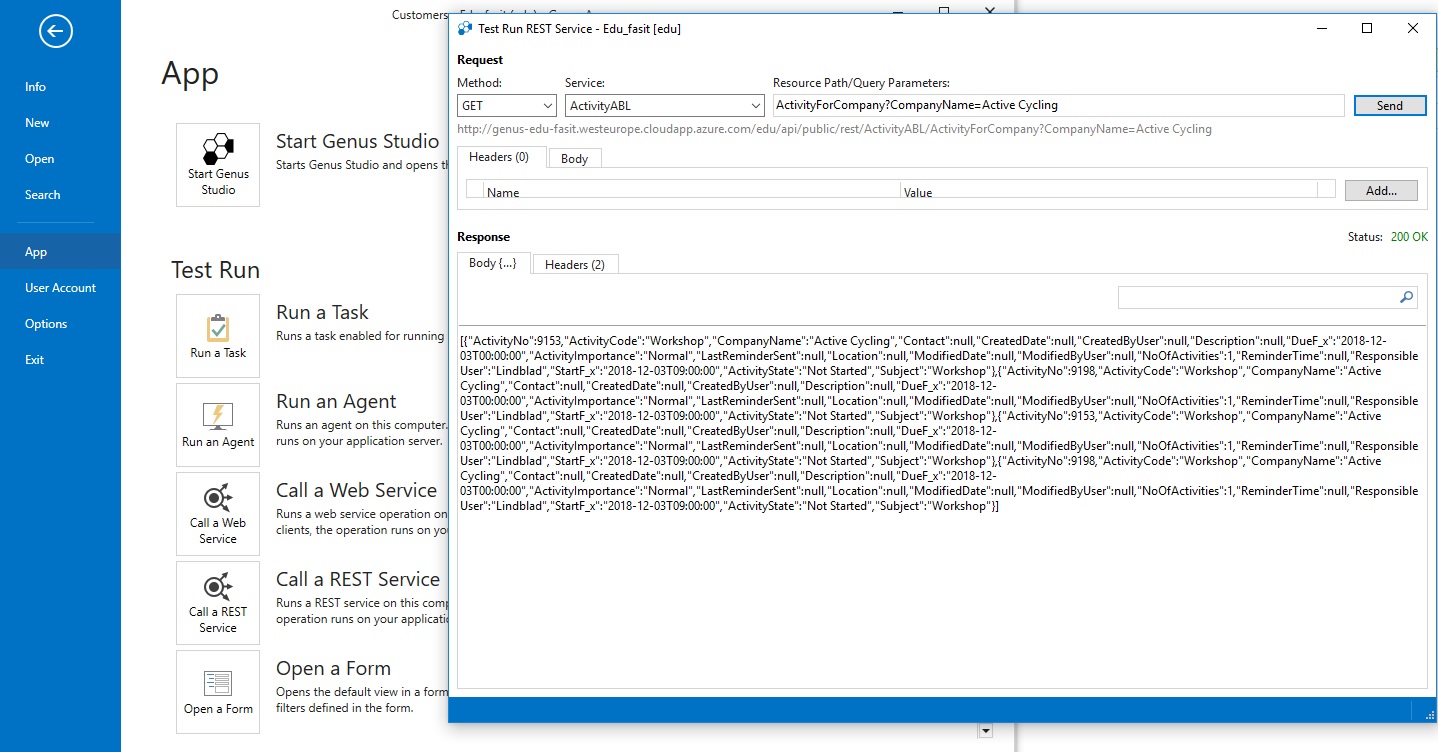 Customers
Info
New
Open
Search
App
User Account
Options
Exit
App
Start Genus
Studio
Start Genus Studio
Starts Genus Studio and opens th
Test Run
Run a Task
Run a Task
Runs a task enabled for running
Run an Agent
Run an Agent
Runs an agent on this computer.
runs on your application server.
Call a Web
Service
Call a Web Service
Runs a web service operation on
clients, the operation runs on yo
Call a REST
Service
Call a REST Service
Runs a REST service on this comp
operation runs on your applicatio
Open a Form
Open a Form
Opens the default view in a form
filters defined in the form.
Test Run REST Service - Edu_fasit [edu]
Request
Method: Service: Resource Path/Query Parameters:
GET ActivityABL ActivityForCompany?CompanyName=Active Cycling Send
http://genus-edu-fasit.westeurope.cloudapp.azure.com/edu/api/public/rest/ActivityABL/ActivityForCompany?CompanyName=Active Cycling
Headers (0) Body
Name Value Add...
Response Status: 200 OK
Body {...} Headers (2)
[{"ActivityNo":9153,"ActivityCode":"Workshop","CompanyName":"Active Cycling","Contact":null,"CreatedDate":null,"CreatedByUser":null,"Description":null,"DueF_x":"2018-12-
03T00:00:00","ActivityImportance":"Normal","LastReminderSent":null,"Location":null,"ModifiedDate":null,"ModifiedByUser":null,"NoOfActivities":1,"ReminderTime":null,"Responsible
User":"Lindblad","StartF_x":"2018-12-03T09:00:00","ActivityState":"Not Started","Subject":"Workshop"},{"ActivityNo":9198,"ActivityCode":"Workshop","CompanyName":"Active
Cycling","Contact":null,"CreatedDate":null,"CreatedByUser":null,"Description":null,"DueF_x":"2018-12-
03T00:00:00","ActivityImportance":"Normal","LastReminderSent":null,"Location":null,"ModifiedDate":null,"ModifiedByUser":null,"NoOfActivities":1,"ReminderTime":null,"Responsible
User":"Lindblad","StartF_x":"2018-12-03T09:00:00","ActivityState":"Not Started","Subject":"Workshop"},{"ActivityNo":9153,"ActivityCode":"Workshop","CompanyName":"Active
Cycling","Contact":null,"CreatedDate":null,"CreatedByUser":null,"Description":null,"DueF_x":"2018-12-
03T00:00:00","ActivityImportance":"Normal","LastReminderSent":null,"Location":null,"ModifiedDate":null,"ModifiedByUser":null,"NoOfActivities":1,"ReminderTime":null,"Responsible
User":"Lindblad","StartF_x":"2018-12-03T09:00:00","ActivityState":"Not Started","Subject":"Workshop"},{"ActivityNo":9198,"ActivityCode":"Workshop","CompanyName":"Active
Cycling","Contact":null,"CreatedDate":null,"CreatedByUser":null,"Description":null,"DueF_x":"2018-12-
03T00:00:00","ActivityImportance":"Normal","LastReminderSent":null,"Location":null,"ModifiedDate":null,"ModifiedByUser":null,"NoOfActivities":1,"ReminderTime":null,"Responsible
User":"Lindblad","StartF_x":"2018-12-03T09:00:00","ActivityState":"Not Started","Subject":"Workshop"}]